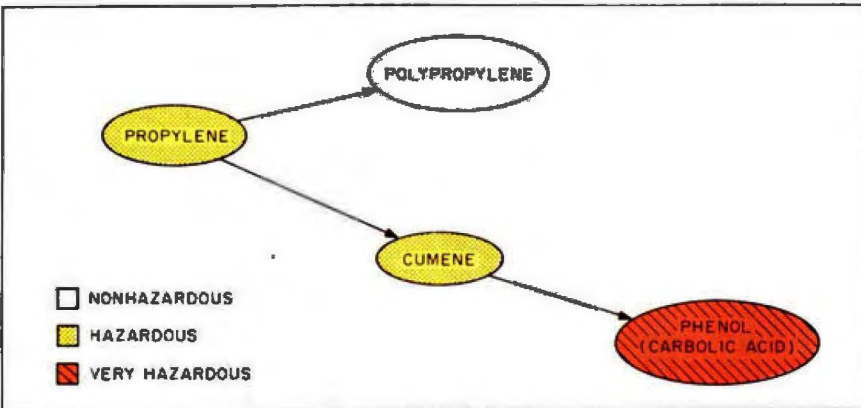 POLYPROPYLENE
PROPYLENE
CUMENE
PHENOL
(CARBOLIC ACID)
NONHAZARDOUS
HAZARDOUS
VERY HAZARDOUS